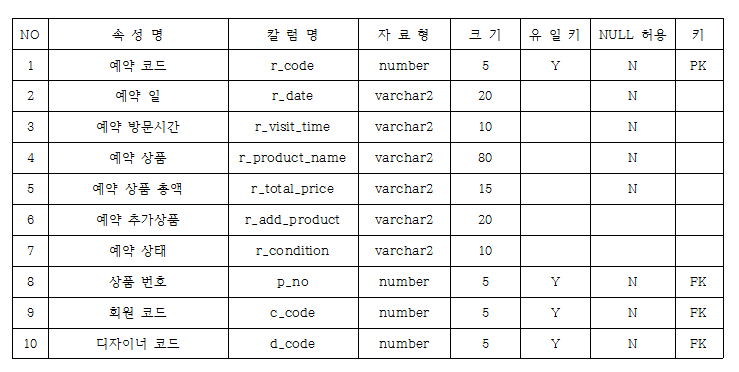 NO 속 성 명 칼 럼 명 자 료 형 크 기 유 일 키 NULL 허용 키
1 예약 코드 r_code number 5 Y N PK
2 예약 일 r_date varchar2 20 N
3 예약 방문시간 r_visit_time varchar2 10 N
4 예약 상품 r_product_name varchar2 80 N
5 예약 상품 총액 r_total_price varchar2 15 N
6 예약 추가상품 r_add_product varchar2 20
7 예약 상태 r_condition varchar2 10
8 상품 번호 p_no number 5 Y N FK
9 회원 코드 c_code number 5 Y N FK
10 디자이너 코드 d_code number 5 Y N FK